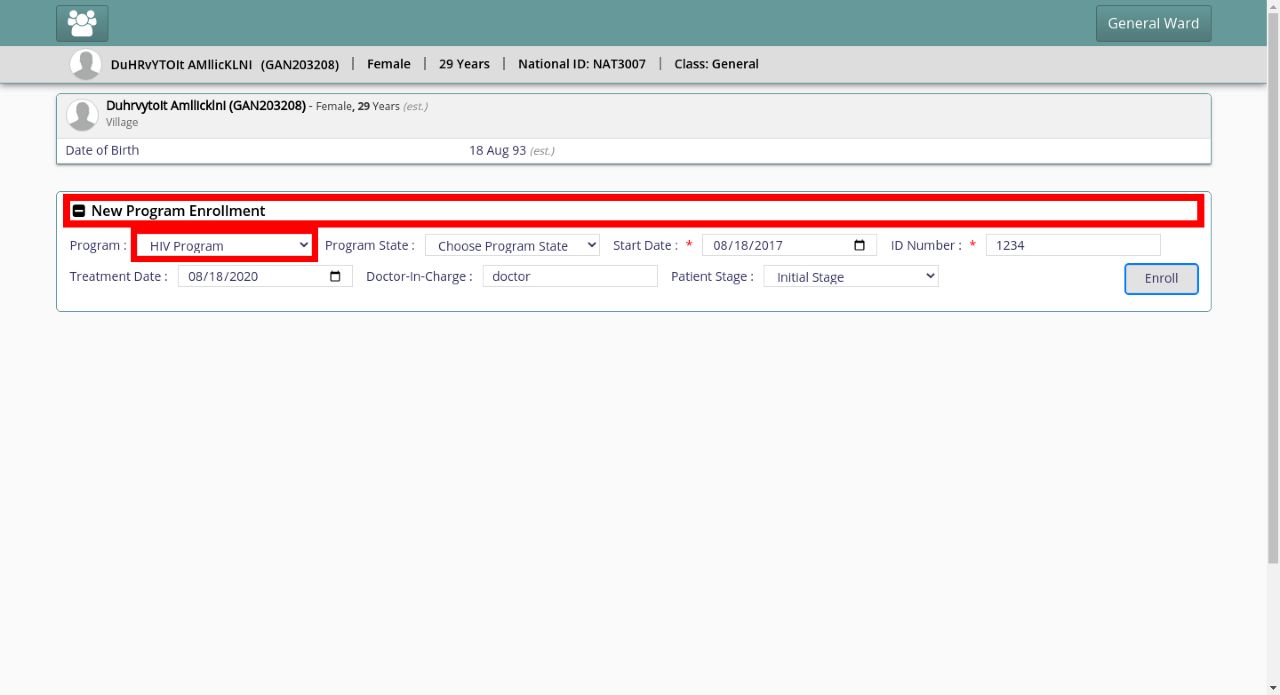 General Ward
DuHRvYTOIt AMIlicKLNI (GAN203208) | Female | 29 Years | National ID: NAT3007 | Class: General
Duhrvytoit Amllicklni (GAN203208) - Female, 29 Years (est.)
Village
Date of Birth 18 Aug 93 (est.)
New Program Enrollment
Program : HIV Program Program State : Choose Program State Start Date : * 08/18/2017 ID Number : * 1234
Treatment Date : 08/18/2020 Doctor-In-Charge : doctor Patient Stage : Initial Stage Enroll